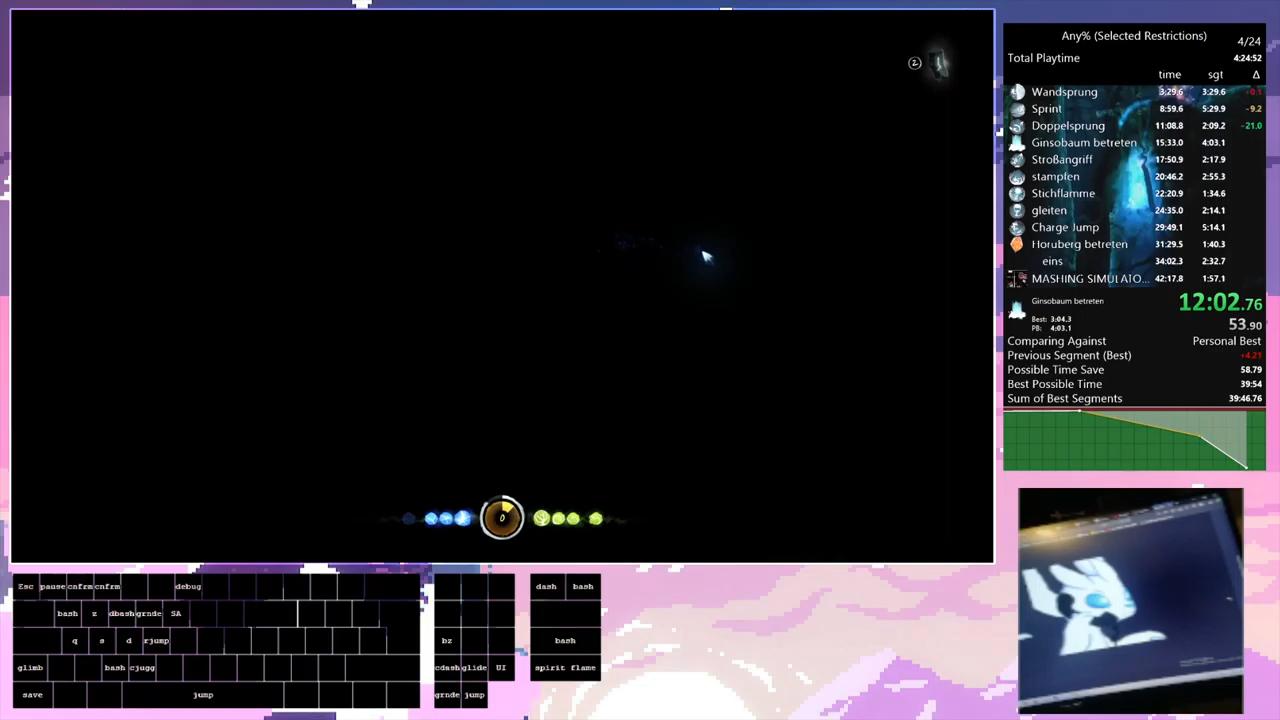 2
0
Any% (Selected Restrictions)
4/24
Total Playtime 4:24:52
time sgt Δ
Wandsprung 3:29.6 3:29.6 +0.1
Sprint 8:59.6 5:29.9 -9.2
Doppelsprung 11:08.8 2:09.2 -21.0
Ginsobaum betreten 15:33.0 4:03.1
Stroßangriff 17:50.9 2:17.9
stampfen 20:46.2 2:55.3
Stichflamme 22:20.9 1:34.6
gleiten 24:35.0 2:14.1
Charge Jump 29:49.1 5:14.1
Horuberg betreten 31:29.5 1:40.3
eins 34:02.3 2:32.7
MASHING SIMULATO... 42:17.8 1:57.1
Ginsobaum betreten
12:02.76
Best: 3:04.3
PB: 4:03.1
53.90
Comparing Against Personal Best
Previous Segment (Best) +4.21
Possible Time Save 58.79
Best Possible Time 39:54
Sum of Best Segments 39:46.76
Esc pause cnfrm cnfrm debug dash bash
bash z dbash grnde SA
q s d rjump bz bash
glimb bash cjugg cdash glide UI spirit flame
save jump grnde jump